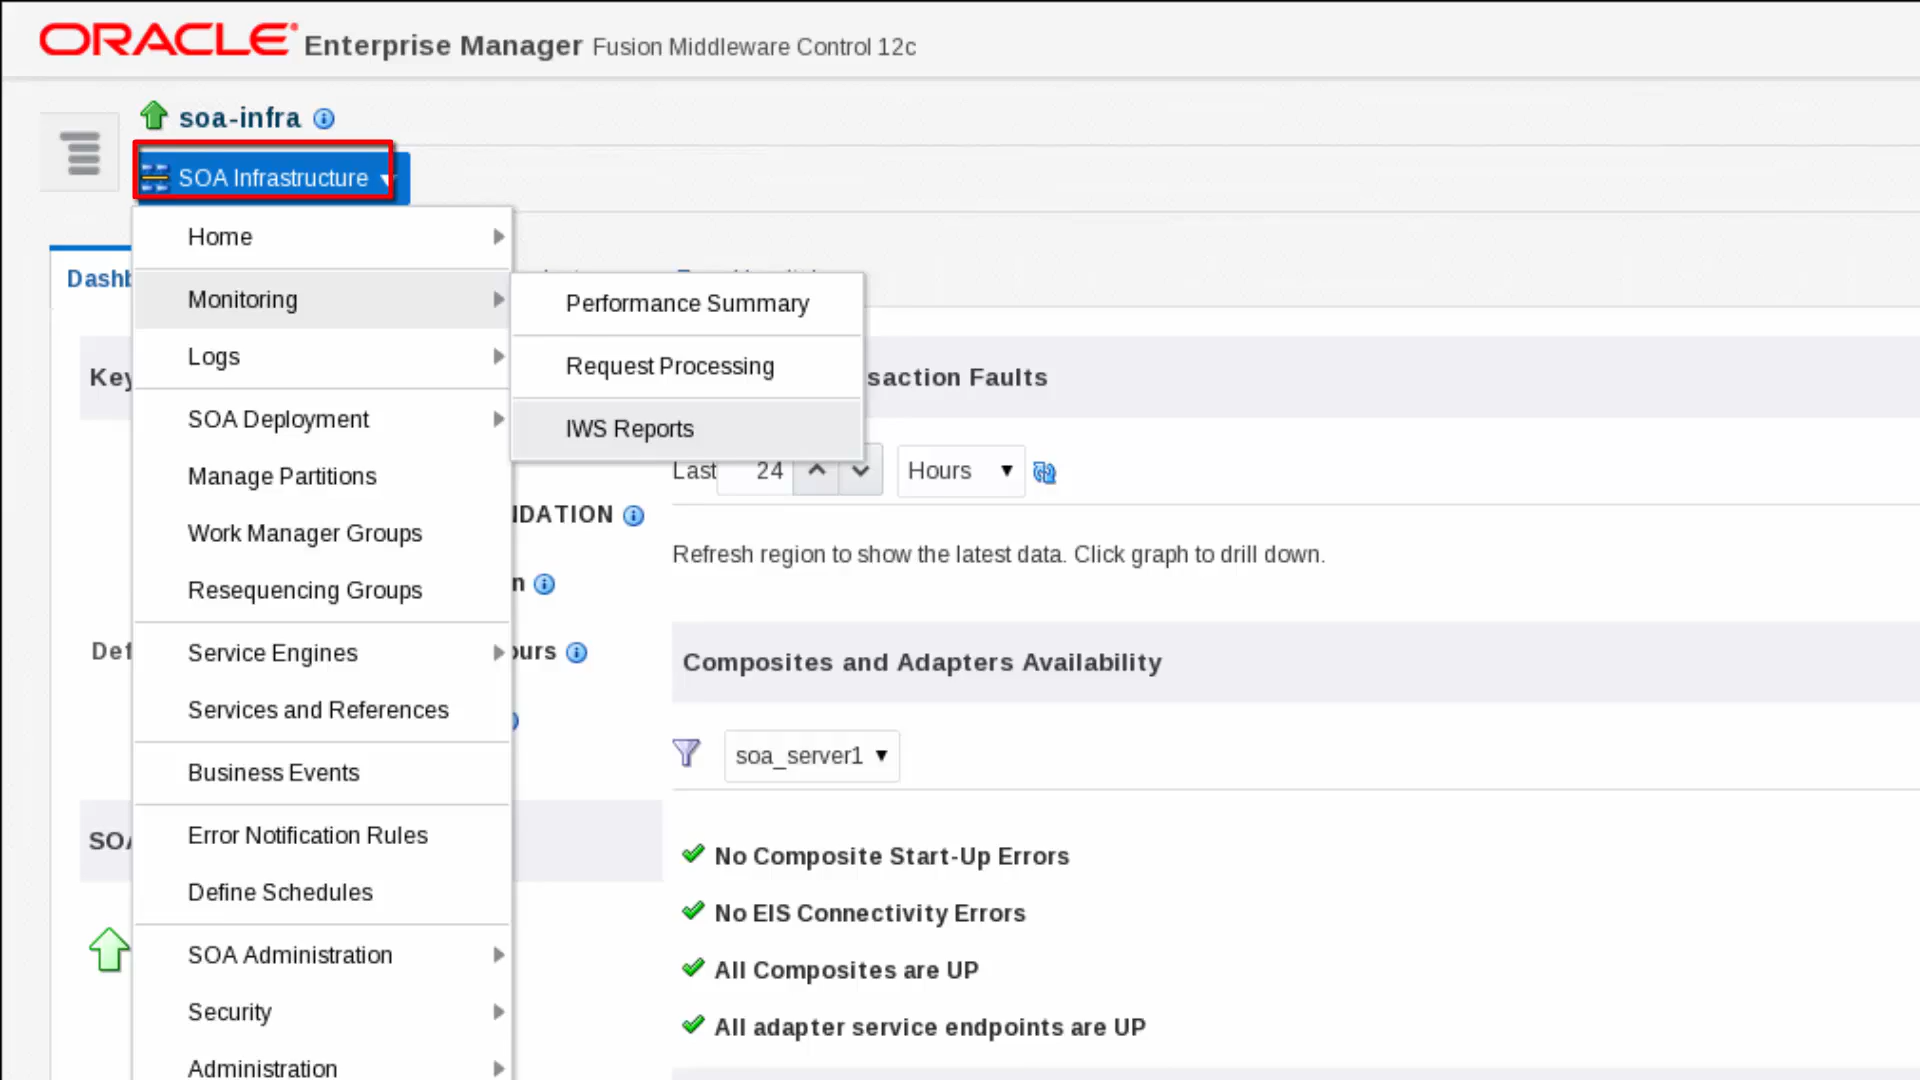 ORACLE Enterprise Manager Fusion Middleware Control 12c
soa-infra
SOA Infrastructure
Home
Monitoring
Logs
SOA Deployment
Manage Partitions
Work Manager Groups
Resequencing Groups
Service Engines
Services and References
Business Events
Error Notification Rules
Define Schedules
SOA Administration
Security
Administration
Performance Summary
Request Processing
IWS Reports
Dashb
Key
NDATION
n
Def
ours
SOA
saction Faults
Last 24 Hours
Refresh region to show the latest data. Click graph to drill down.
Composites and Adapters Availability
soa_server1
No Composite Start-Up Errors
No EIS Connectivity Errors
All Composites are UP
All adapter service endpoints are UP